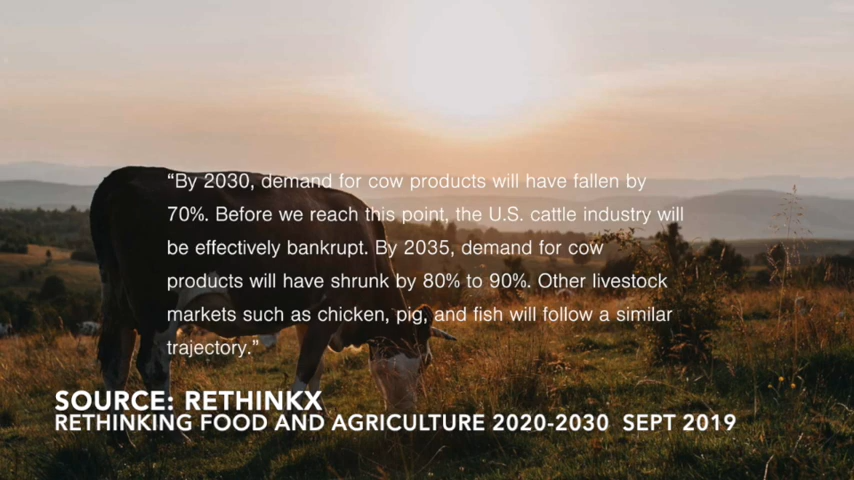 “By 2030, demand for cow products will have fallen by
70%. Before we reach this point, the U.S. cattle industry will
be effectively bankrupt. By 2035, demand for cow
products will have shrunk by 80% to 90%. Other livestock
markets such as chicken, pig, and fish will follow a similar
trajectory.”
SOURCE: RETHINKX
RETHINKING FOOD AND AGRICULTURE 2020-2030 SEPT 2019